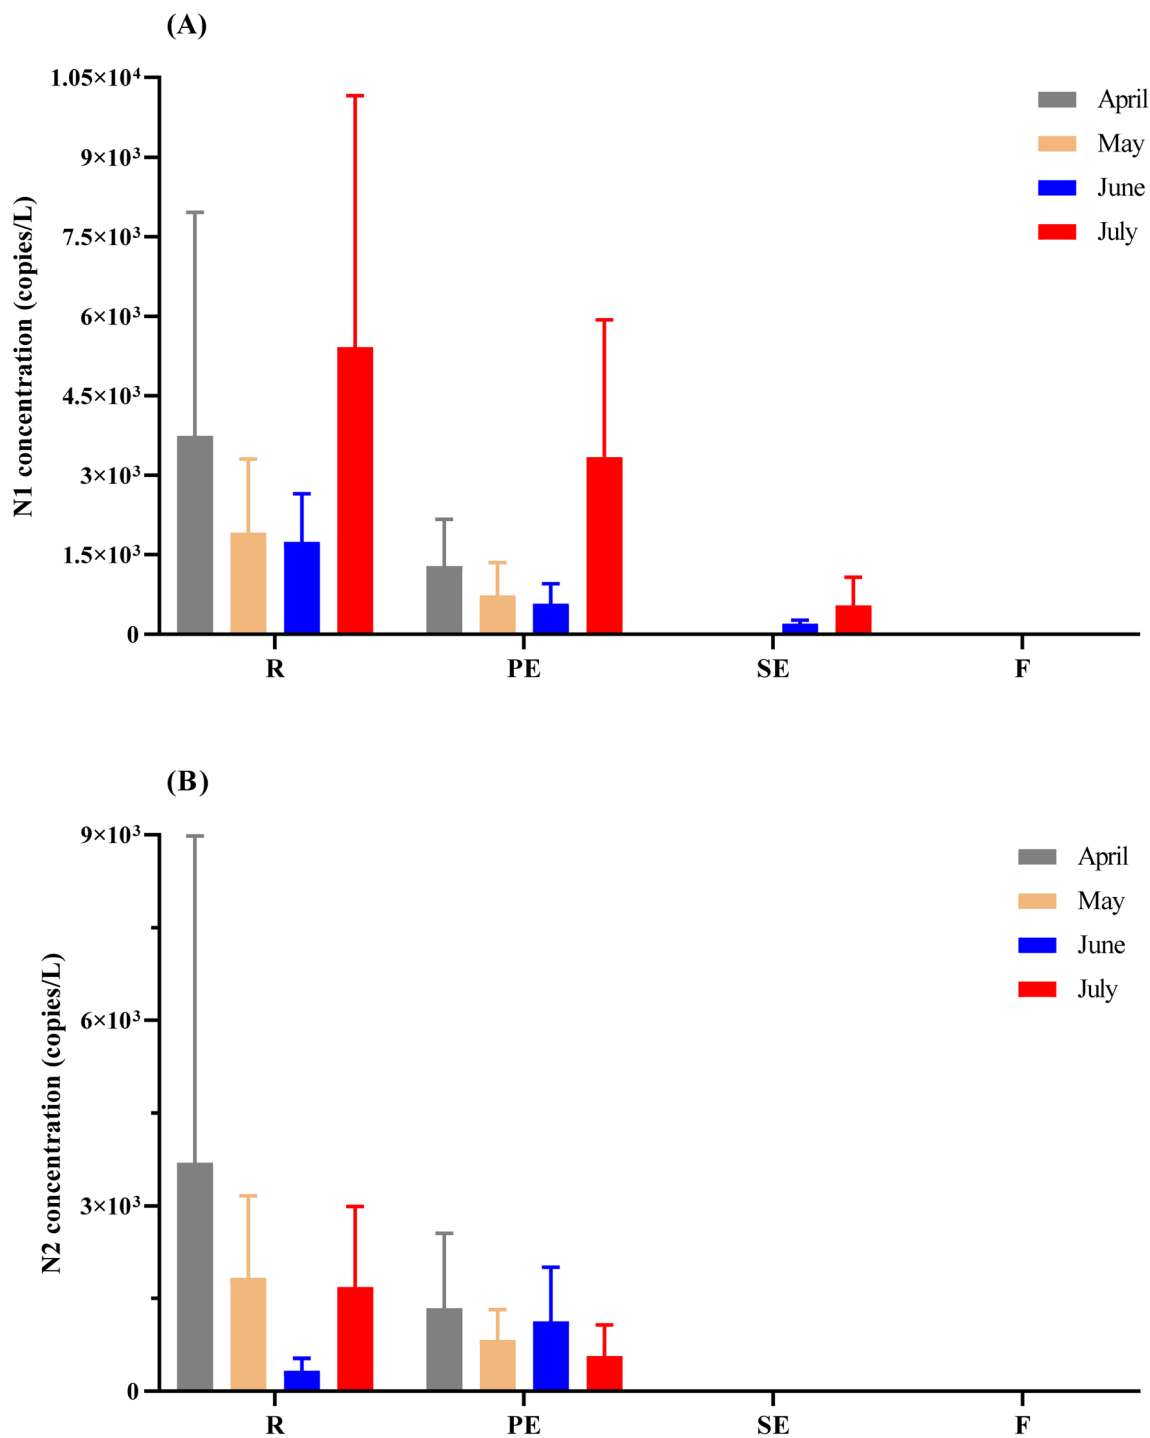 (A)
1.05×10⁴
9×10³
7.5×10³
6×10³
4.5×10³
3×10³
1.5×10³
0
N1 concentration (copies/L)
R PE SE F
April
May
June
July
(B)
9×10³
6×10³
3×10³
0
N2 concentration (copies/L)
R PE SE F
April
May
June
July